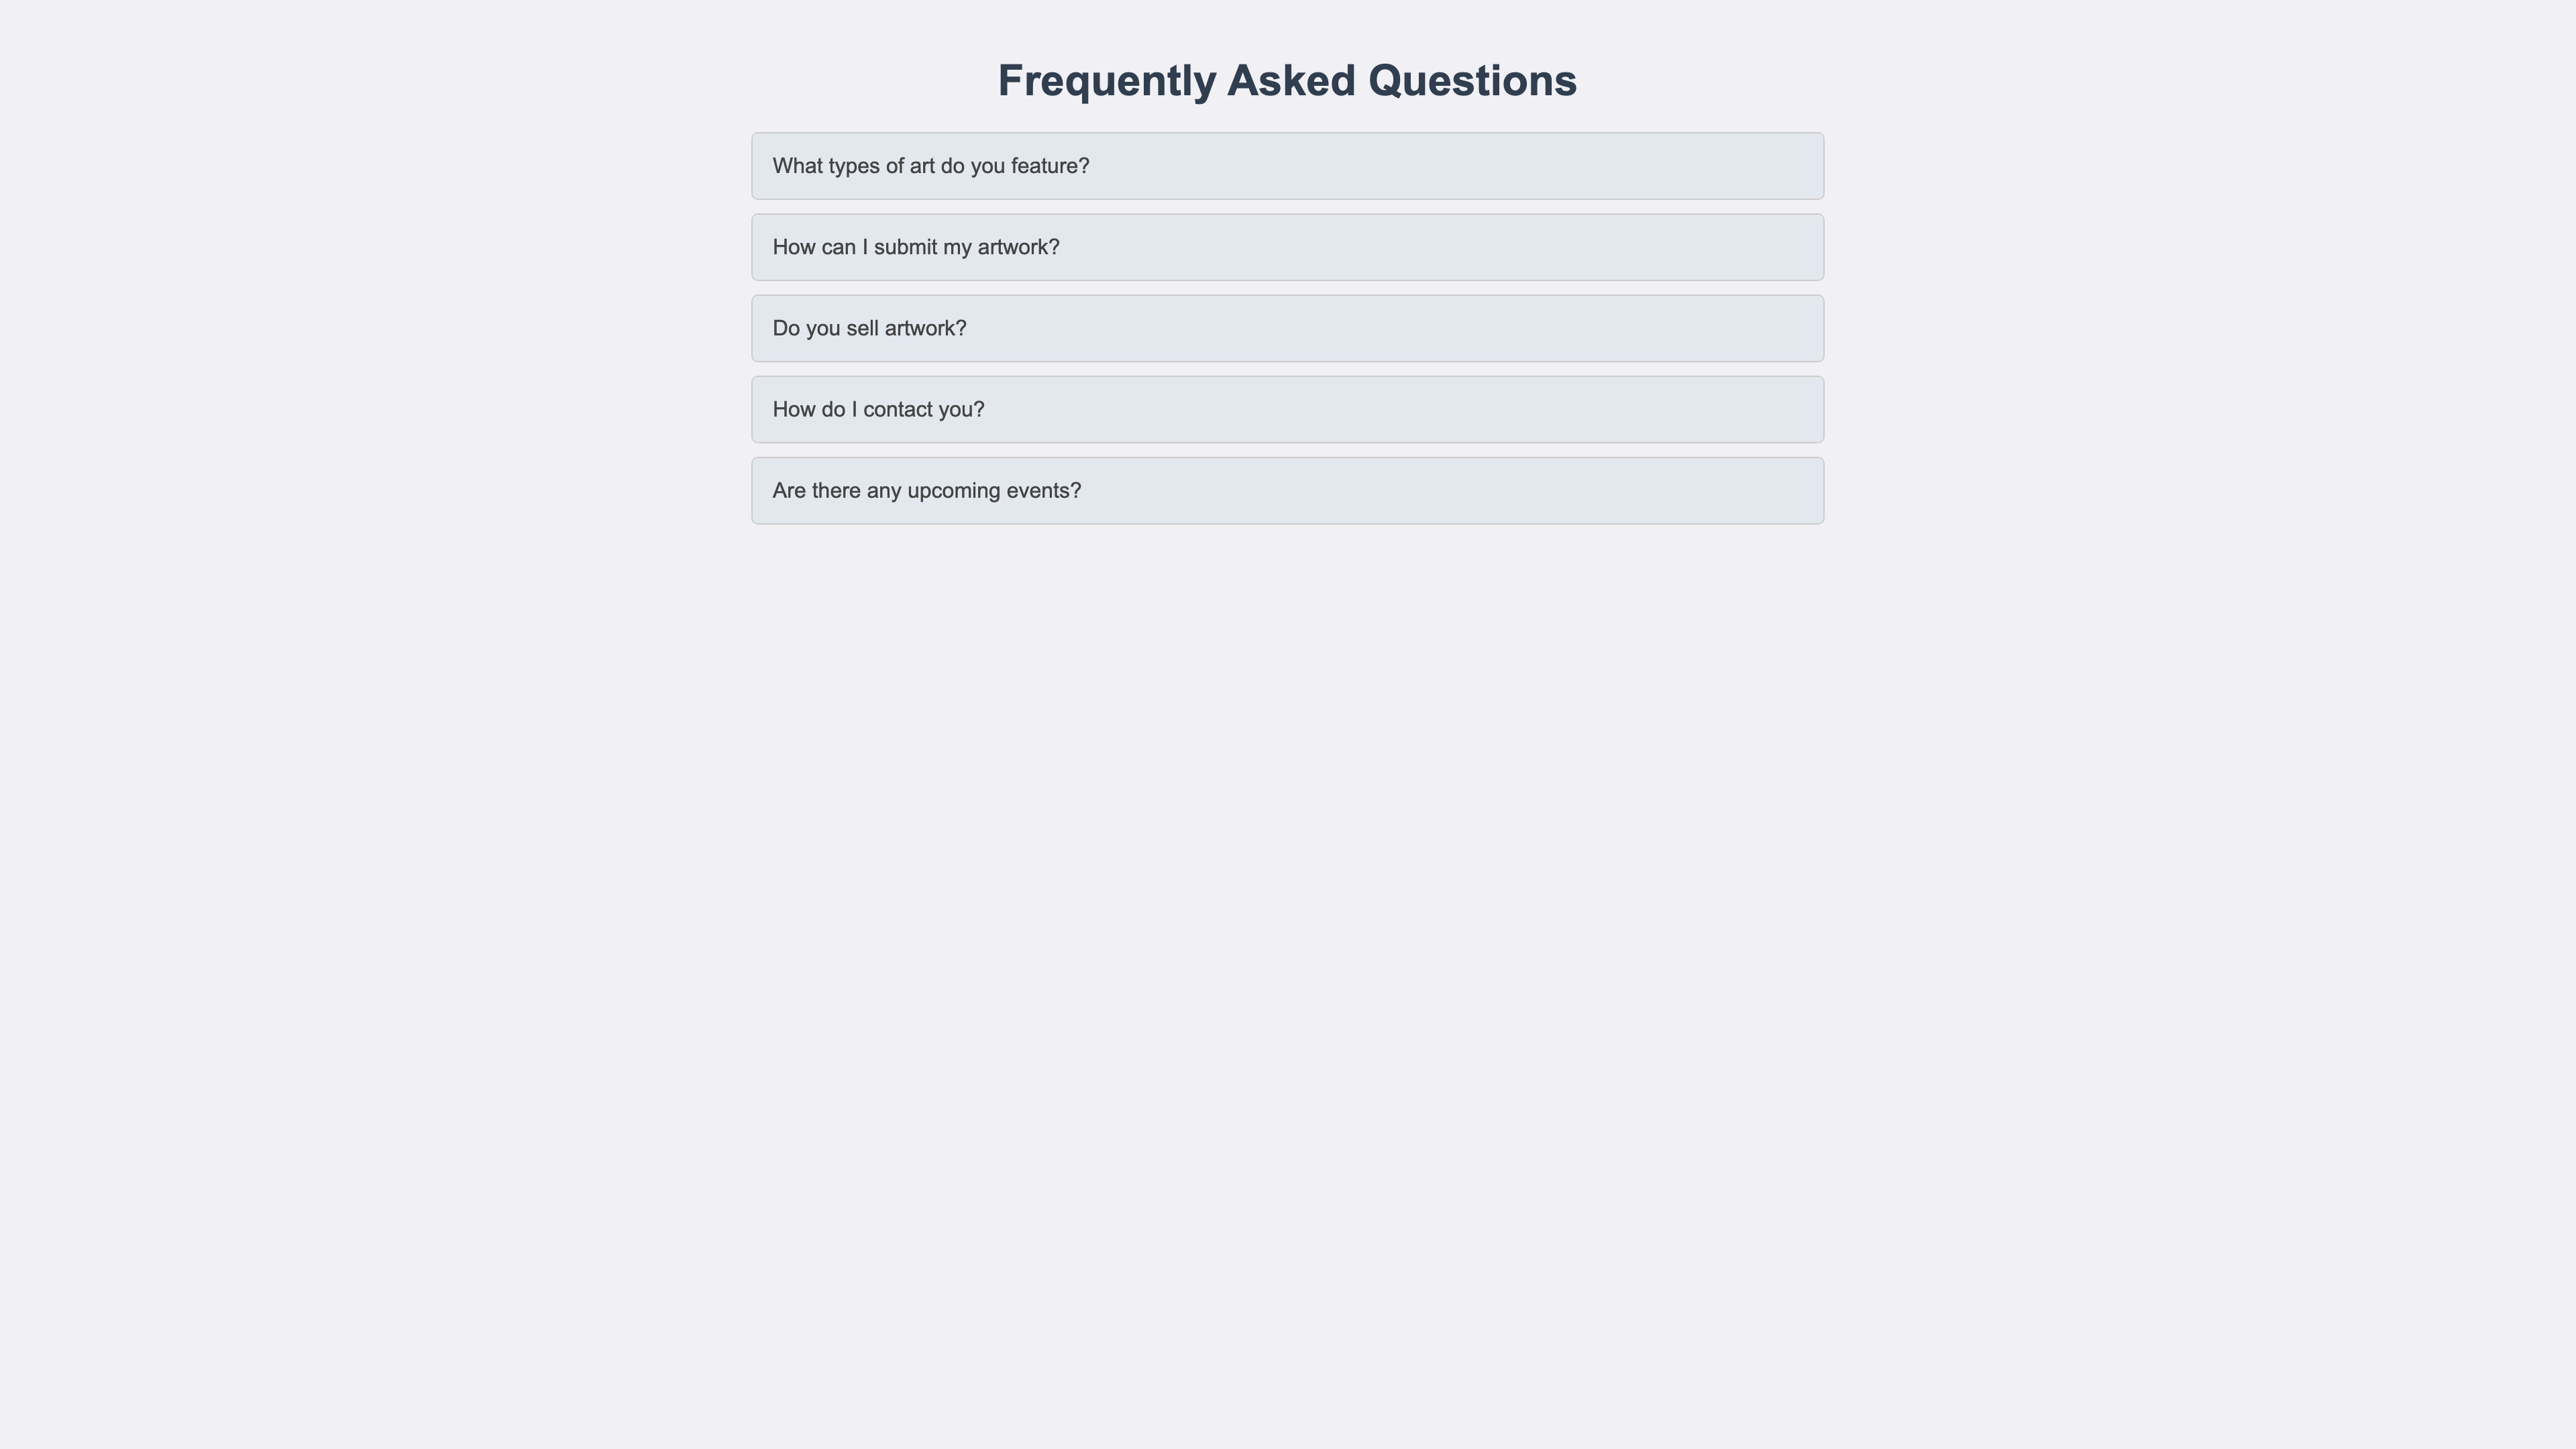 Frequently Asked Questions
What types of art do you feature?
How can I submit my artwork?
Do you sell artwork?
How do I contact you?
Are there any upcoming events?